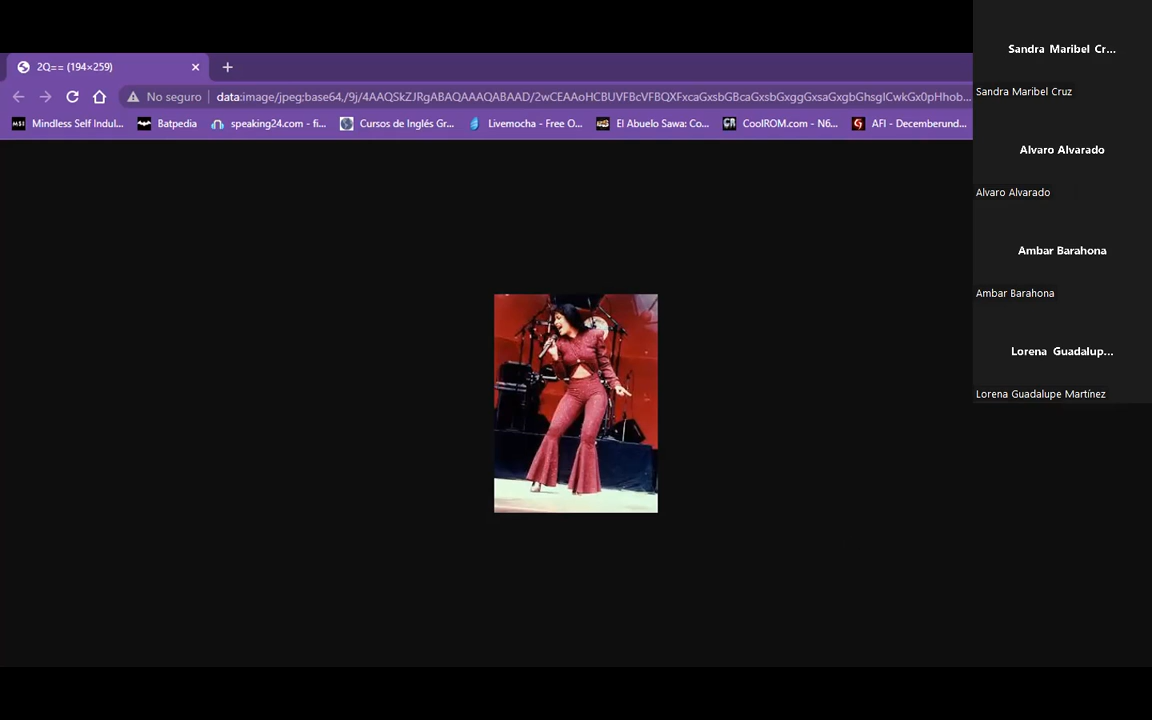 2Q== (194×259)
No seguro
data:image/jpeg;base64,/9j/4AAQSkZJRgABAQAAAQABAAD/2wCEAAoHCBUVFBcVFBQXFxcaGxsbGBcaGxsbGxggGxsaGxgbGhsgICwkGx0pHhob...
MSI Mindless Self Indul...
Batpedia
speaking24.com - fi...
Cursos de Inglés Gr...
Livemocha - Free O...
El Abuelo Sawa: Co...
CoolROM.com - N6...
AFI - Decemberund...
Sandra Maribel Cr...
Sandra Maribel Cruz
Alvaro Alvarado
Alvaro Alvarado
Ambar Barahona
Ambar Barahona
Lorena Guadalup...
Lorena Guadalupe Martínez